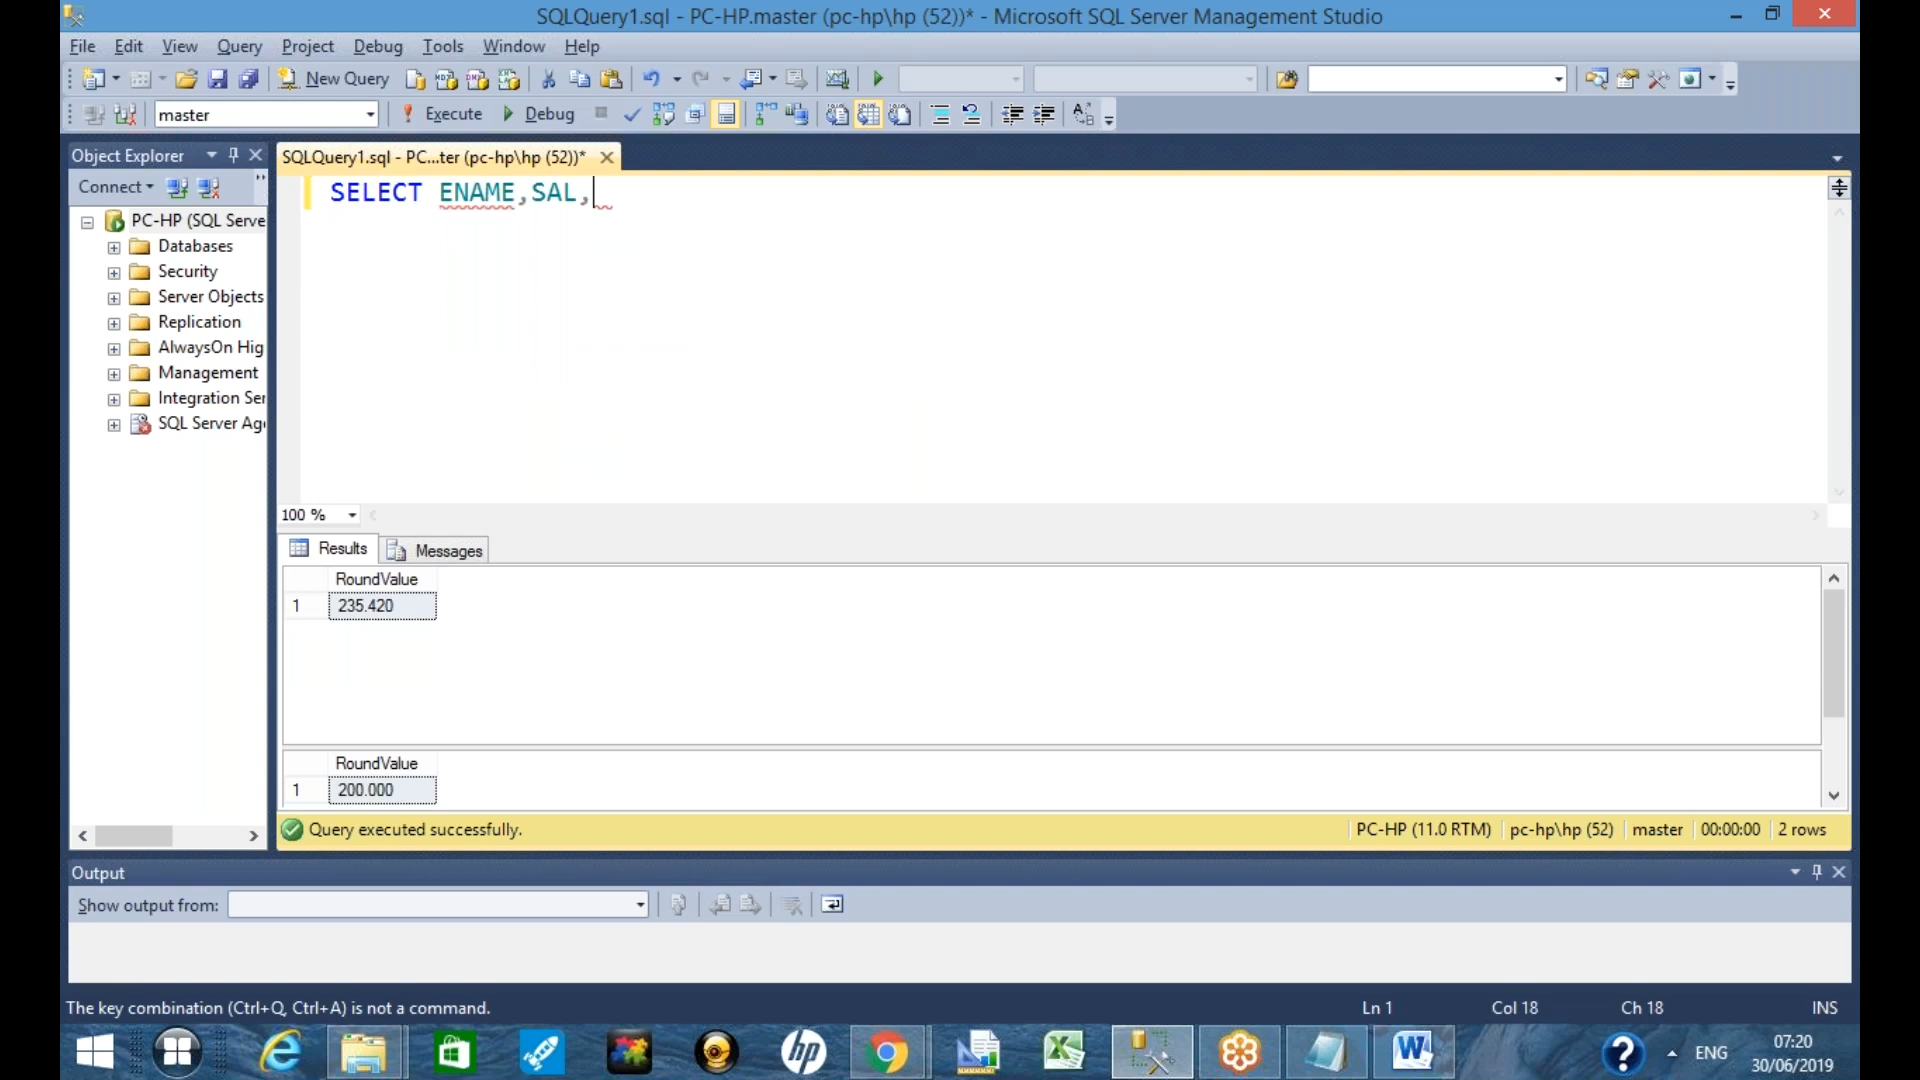 SQLQuery1.sql - PC-HP.master (pc-hp\hp (52))* - Microsoft SQL Server Management Studio
File Edit View Query Project Debug Tools Window Help
New Query
master Execute Debug
Object Explorer
SQLQuery1.sql - PC...ter (pc-hp\hp (52))*
Connect
SELECT ENAME,SAL,
PC-HP (SQL Serve
Databases
Security
Server Objects
Replication
AlwaysOn Hig
Management
Integration Ser
SQL Server Ag
100 %
Results Messages
RoundValue
1 235.420
RoundValue
1 200.000
Query executed successfully. PC-HP (11.0 RTM) pc-hp\hp (52) master 00:00:00 2 rows
Output
Show output from:
The key combination (Ctrl+Q, Ctrl+A) is not a command. Ln 1 Col 18 Ch 18 INS
ENG
07:20
30/06/2019